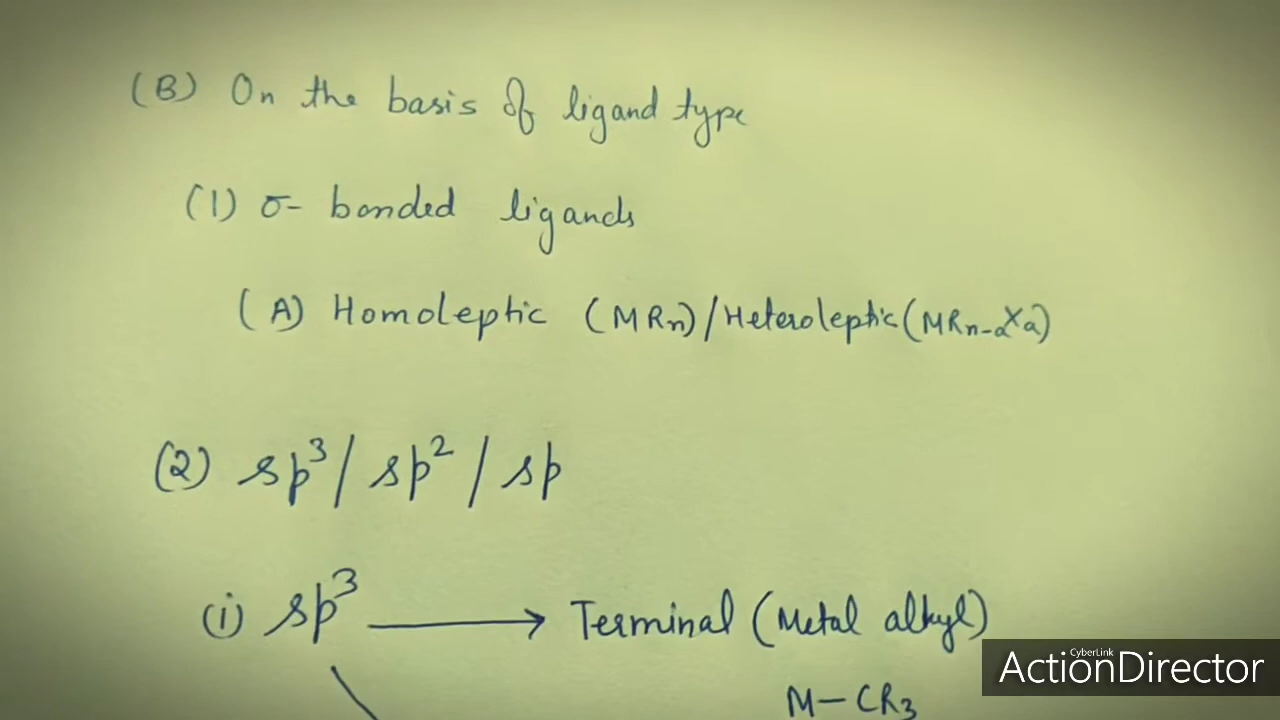 (B) On the basis of ligand type
(1) σ- bonded ligands
(A) Homoleptic (MRn)/Heteroleptic(MRn-aXa)
(2) sp³/ sp² / sp
(i) sp³ → Terminal (Metal alkyl)
M-CR3
CyberLink
ActionDirector